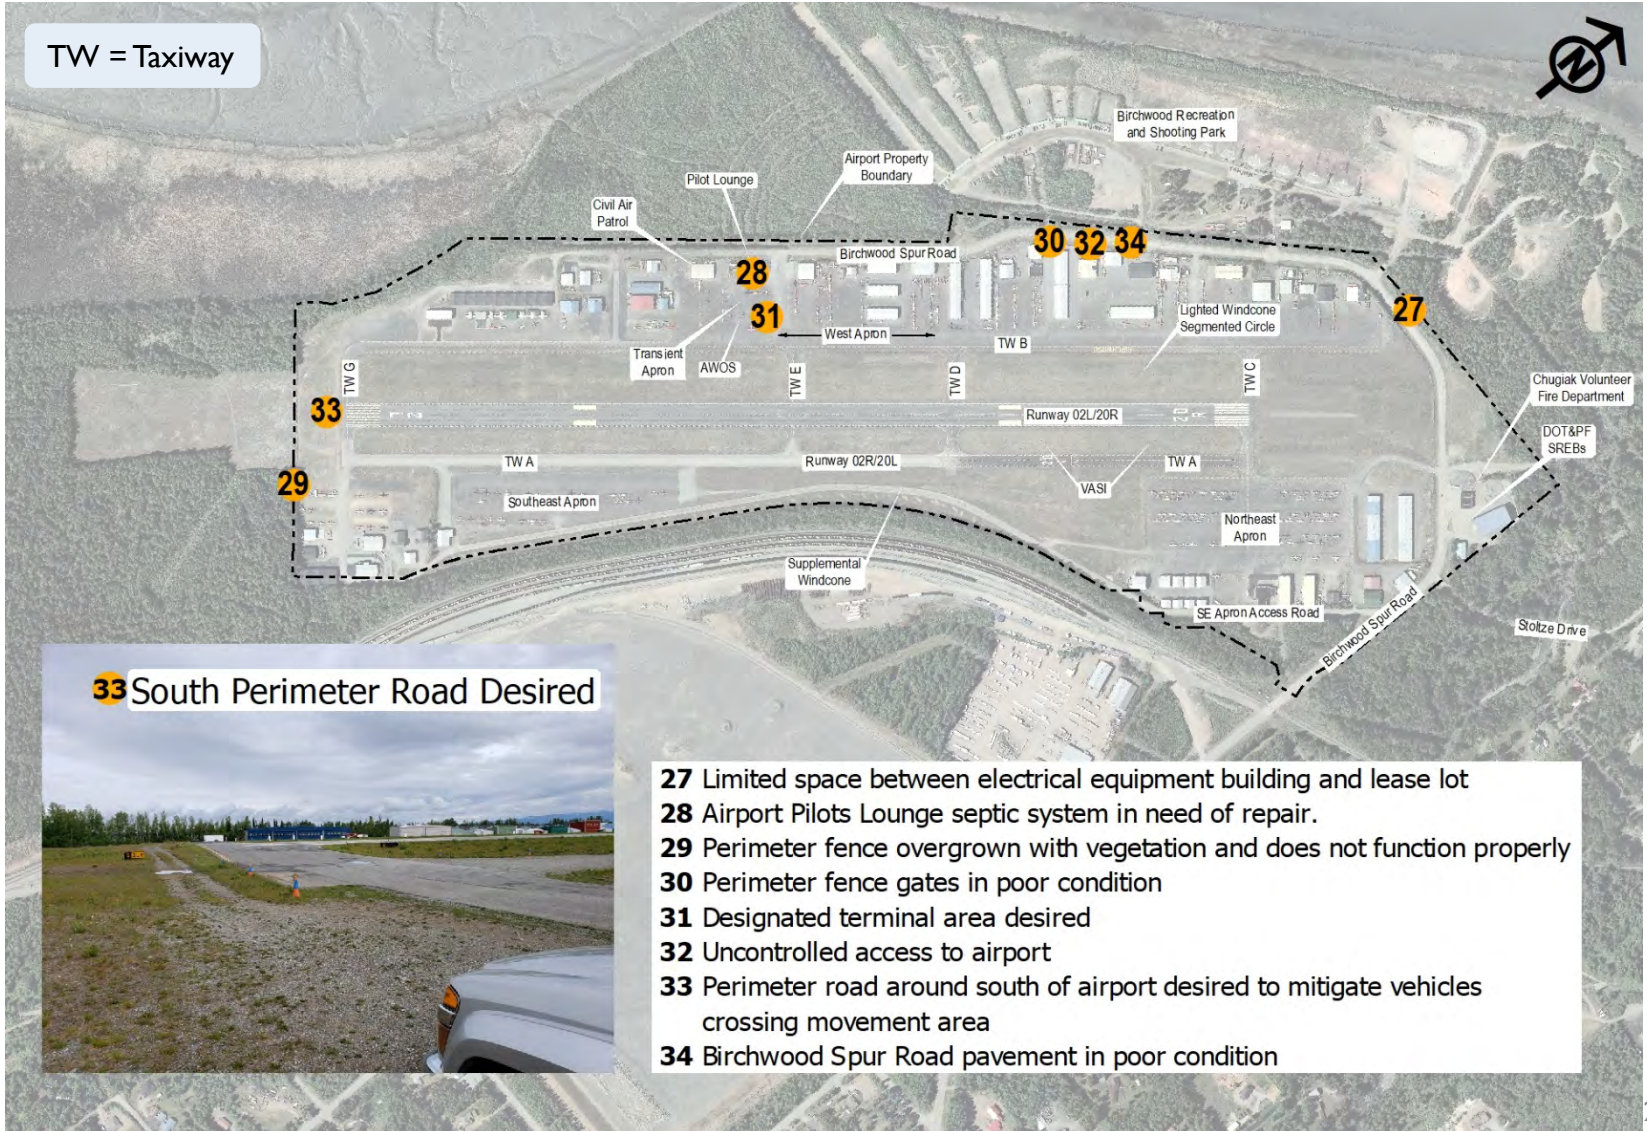 TW = Taxiway
N
Birchwood Recreation
and Shooting Park
Airport Property
Boundary
Pilot Lounge
Civil Air
Patrol
30
32
34
Birchwood Spur Road
28
27
31
Lighted Windcone
Segmented Circle
West Apron
TW B
Transient
Apron
AWOS
TW G
TW E
TW D
TW C
Chugiak Volunteer
Fire Department
33
2
20
R
Runway 02L/20R
DOT&PF
SREBs
TW A
Runway 02R/20L
TW A
29
VASI
Southeast Apron
Northeast
Apron
Supplemental
Windcone
SE Apron Access Road
Birchwood Spur Road
Stoltze Drive
33 South Perimeter Road Desired
27 Limited space between electrical equipment building and lease lot
28 Airport Pilots Lounge septic system in need of repair.
29 Perimeter fence overgrown with vegetation and does not function properly
30 Perimeter fence gates in poor condition
31 Designated terminal area desired
32 Uncontrolled access to airport
33 Perimeter road around south of airport desired to mitigate vehicles
crossing movement area
34 Birchwood Spur Road pavement in poor condition